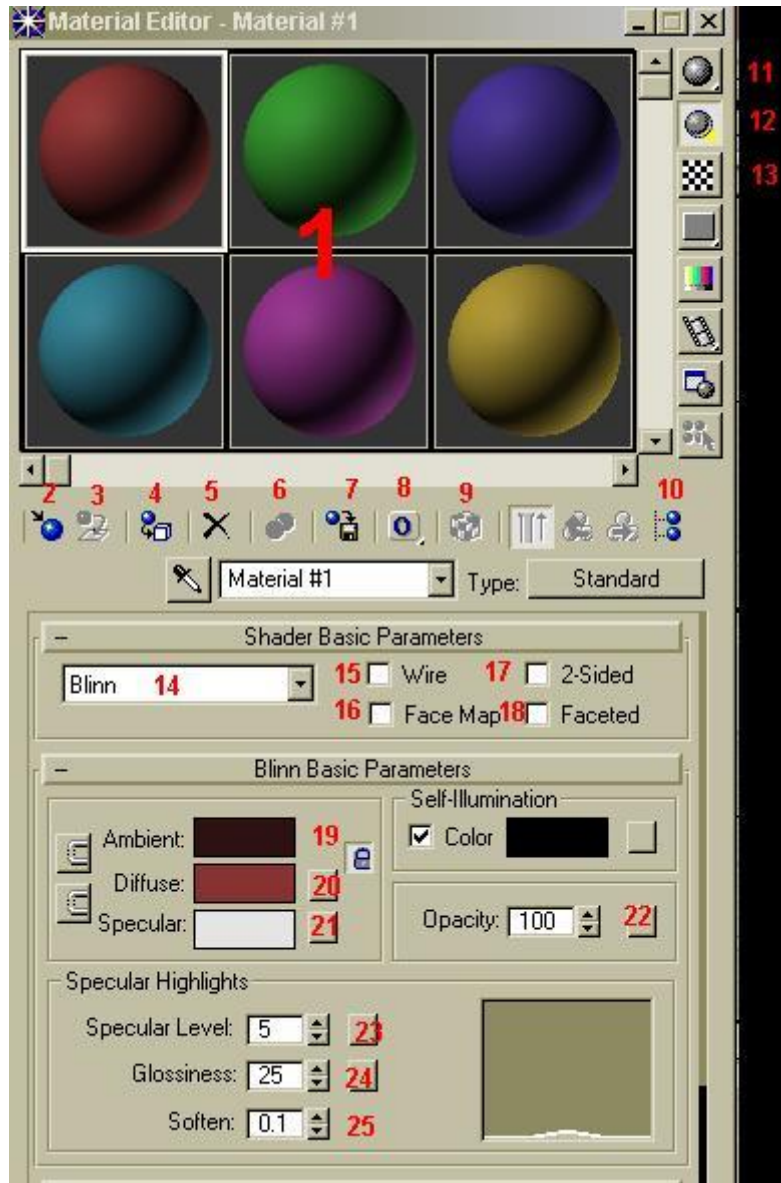 Material Editor - Material #1
11
12
13
1
2 3 4 5 6 7 8 9 10
0
Material #1 Type: Standard
Shader Basic Parameters
Blinn 14 15 Wire 17 2-Sided
16 Face Map 18 Faceted
Blinn Basic Parameters
Self-Illumination
Ambient: 19 Color
Diffuse: 20
Specular: 21 Opacity: 100 22
Specular Highlights
Specular Level: 5 23
Glossiness: 25 24
Soften: 0.1 25